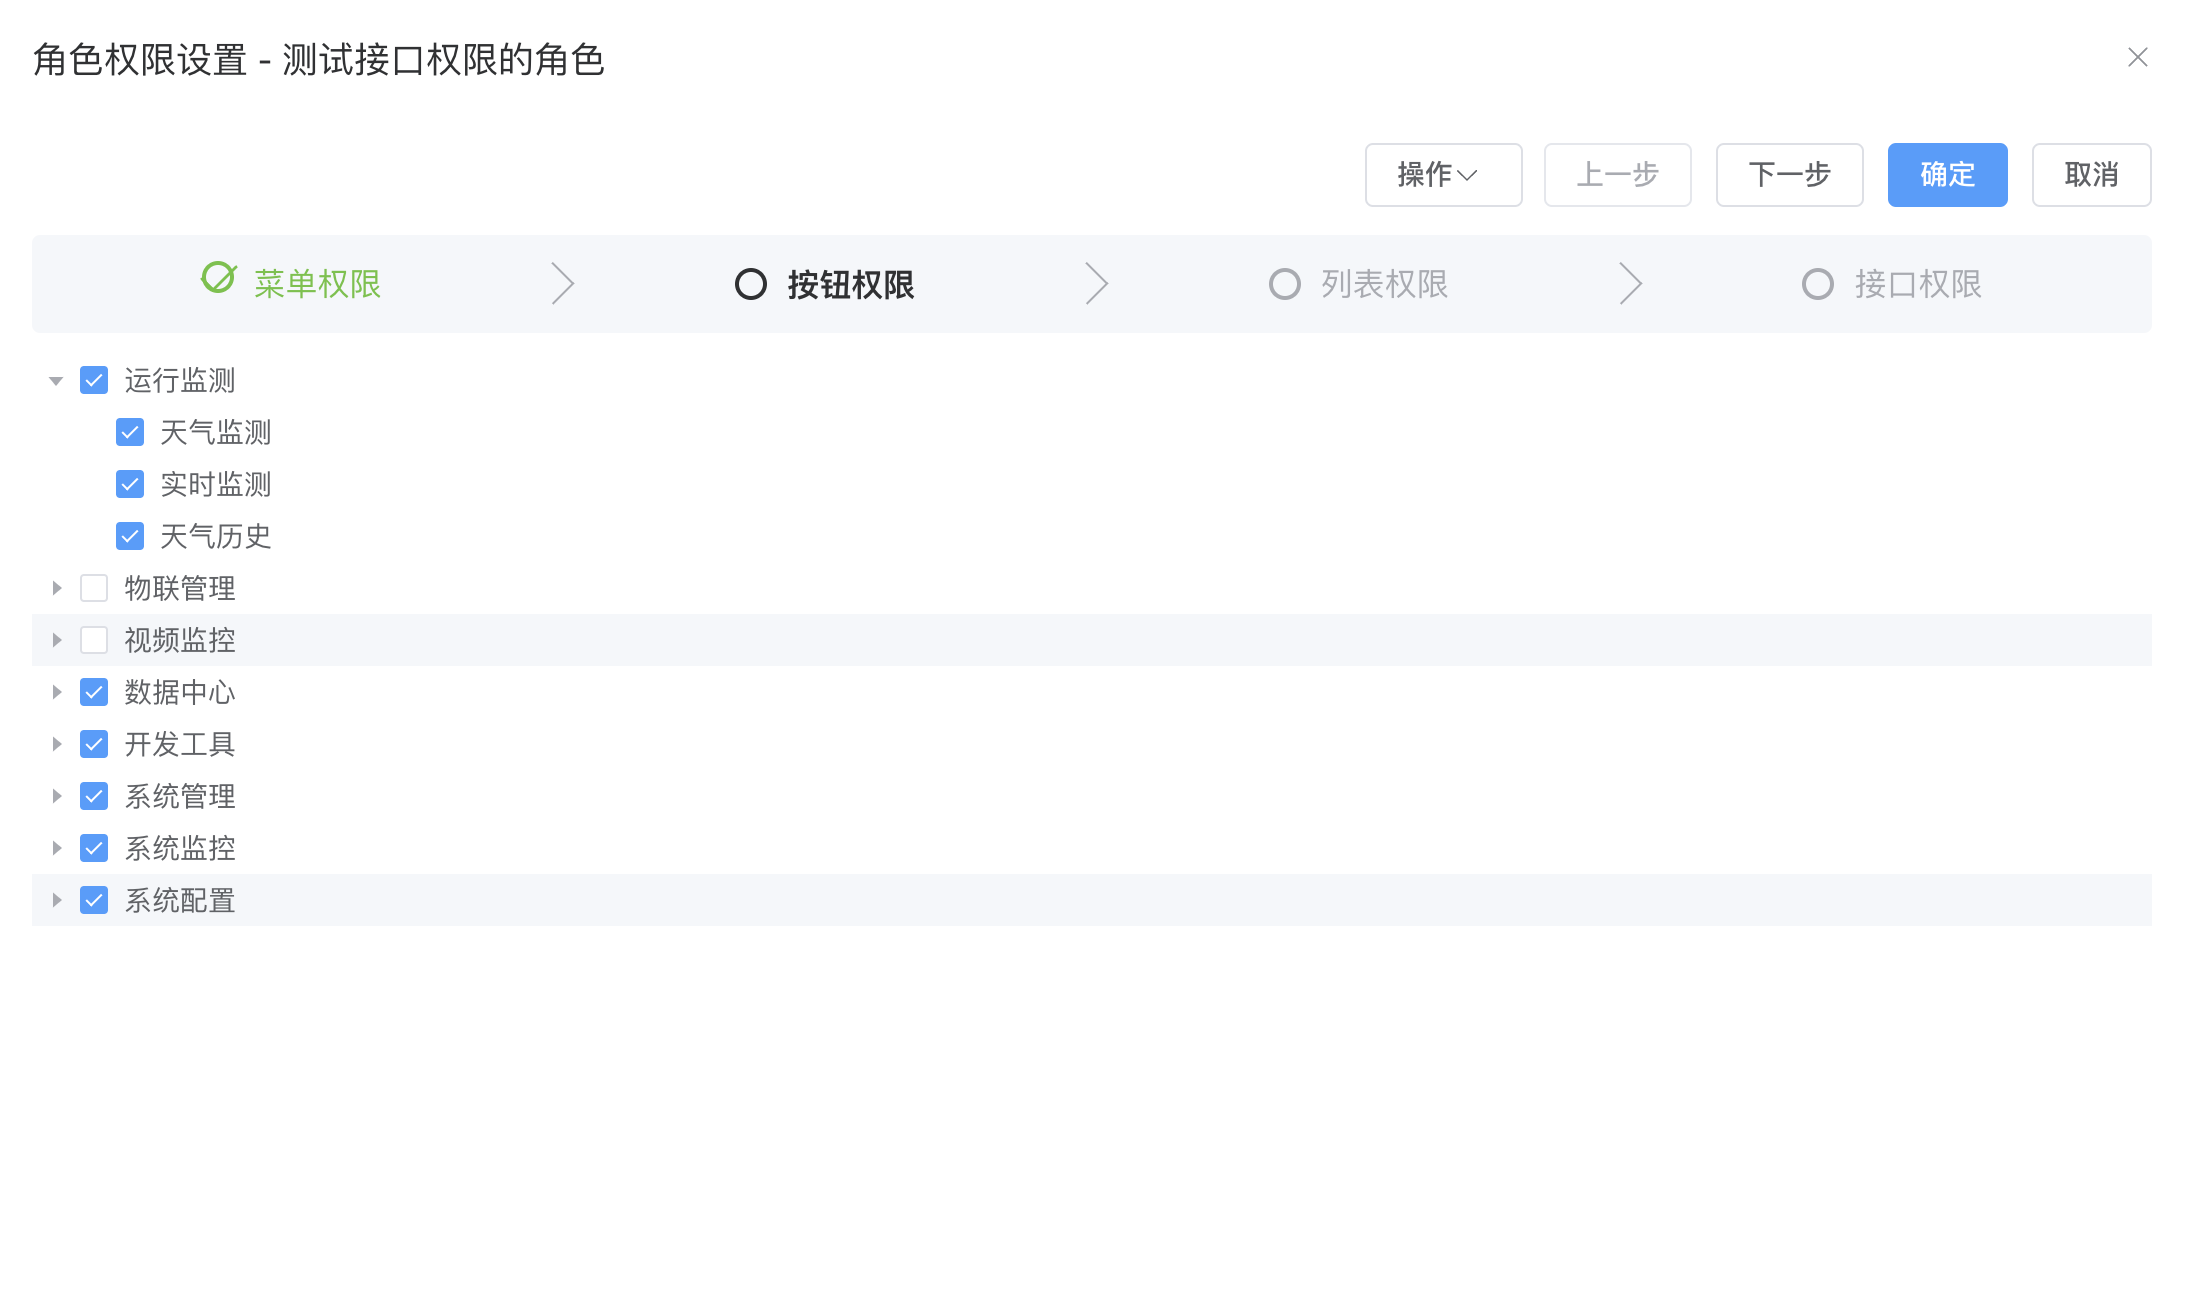 角色权限设置 - 测试接口权限的角色
操作 上一步 下一步 确定 取消
菜单权限 按钮权限 列表权限 接口权限
运行监测
天气监测
实时监测
天气历史
物联管理
视频监控
数据中心
开发工具
系统管理
系统监控
系统配置